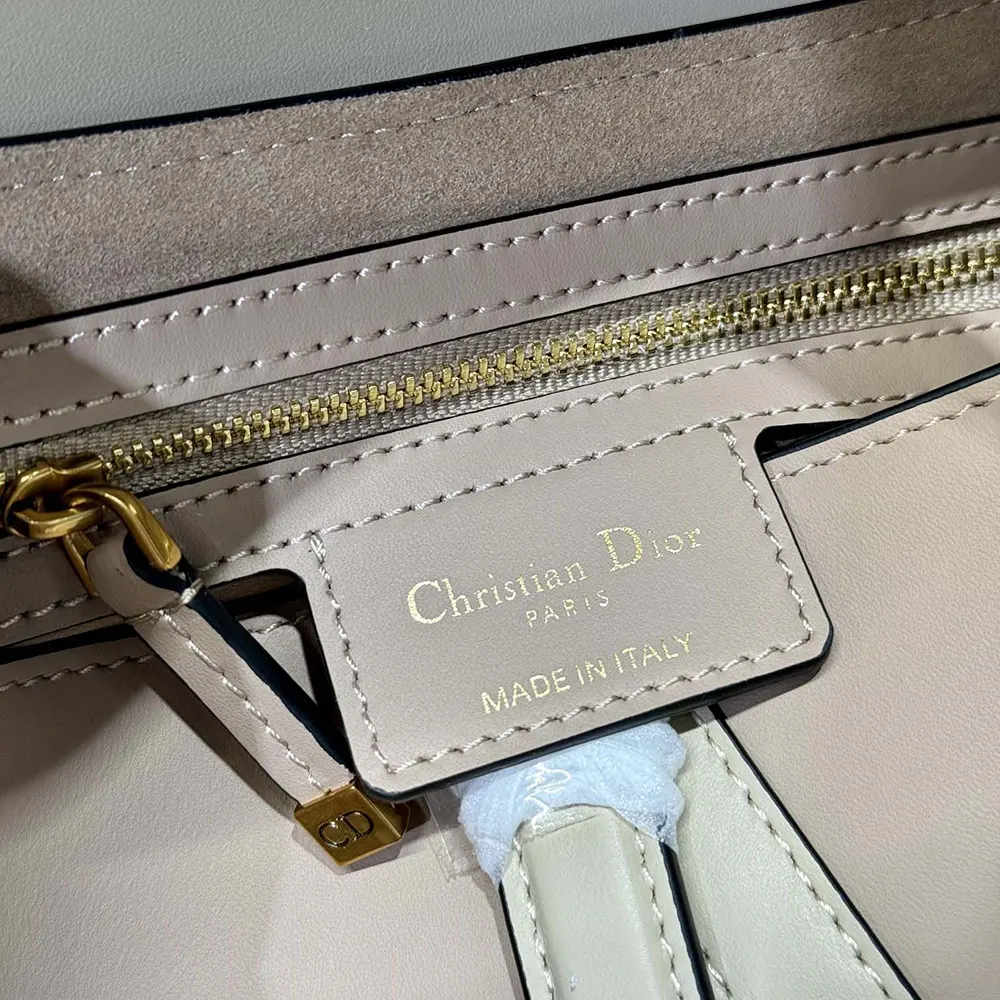 Christian Dior
PARIS
MADE IN ITALY
CD